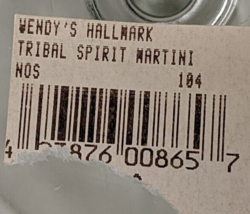 WENDY'S HALLMARK
TRIBAL SPIRIT MARTINI
NOS 104
876 00865 7